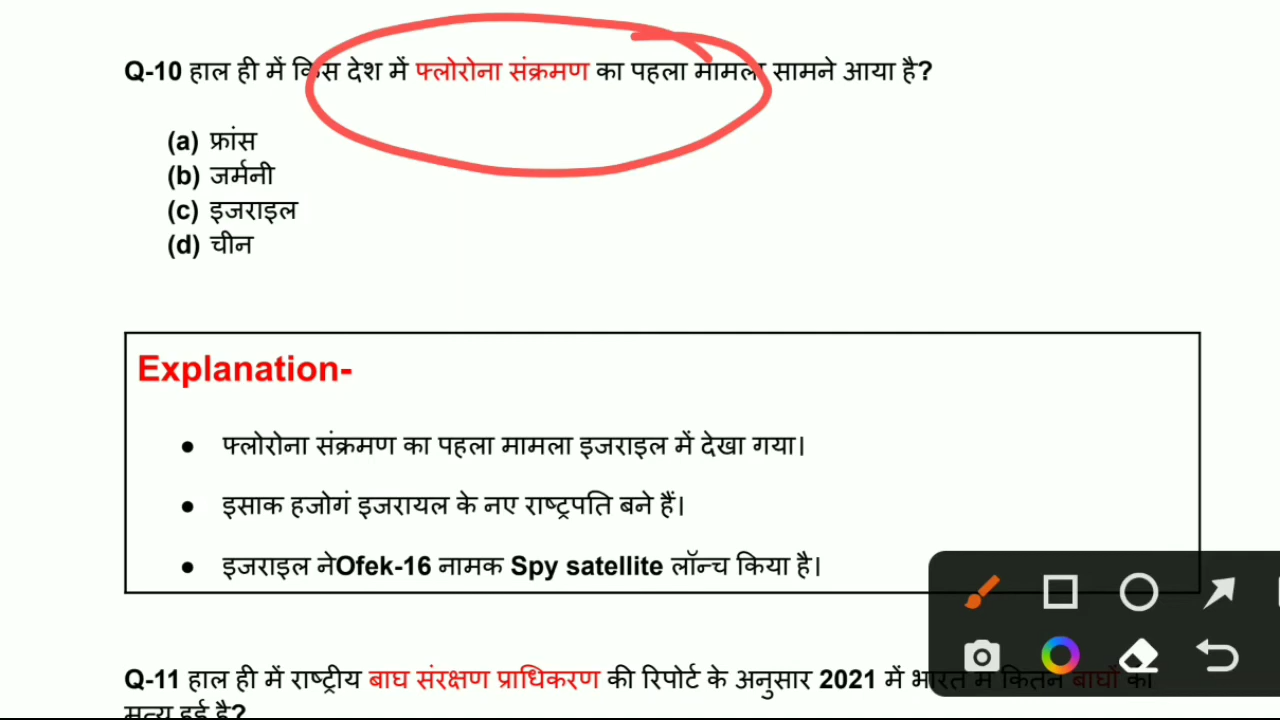 Q-10 हाल ही में किस देश में फ्लोरोना संक्रमण का पहला मामला सामने आया है?
(a) फ्रांस
(b) जर्मनी
(c) इजराइल
(d) चीन
Explanation-
● फ्लोरोना संक्रमण का पहला मामला इजराइल में देखा गया।
● इसाक हजोगं इजरायल के नए राष्ट्रपति बने हैं।
● इजराइल नेOfek-16 नामक Spy satellite लॉन्च किया है।
Q-11 हाल ही में राष्ट्रीय बाघ संरक्षण प्राधिकरण की रिपोर्ट के अनुसार 2021 में भारत में कितने बाघों की
मृत्यु हुई है?